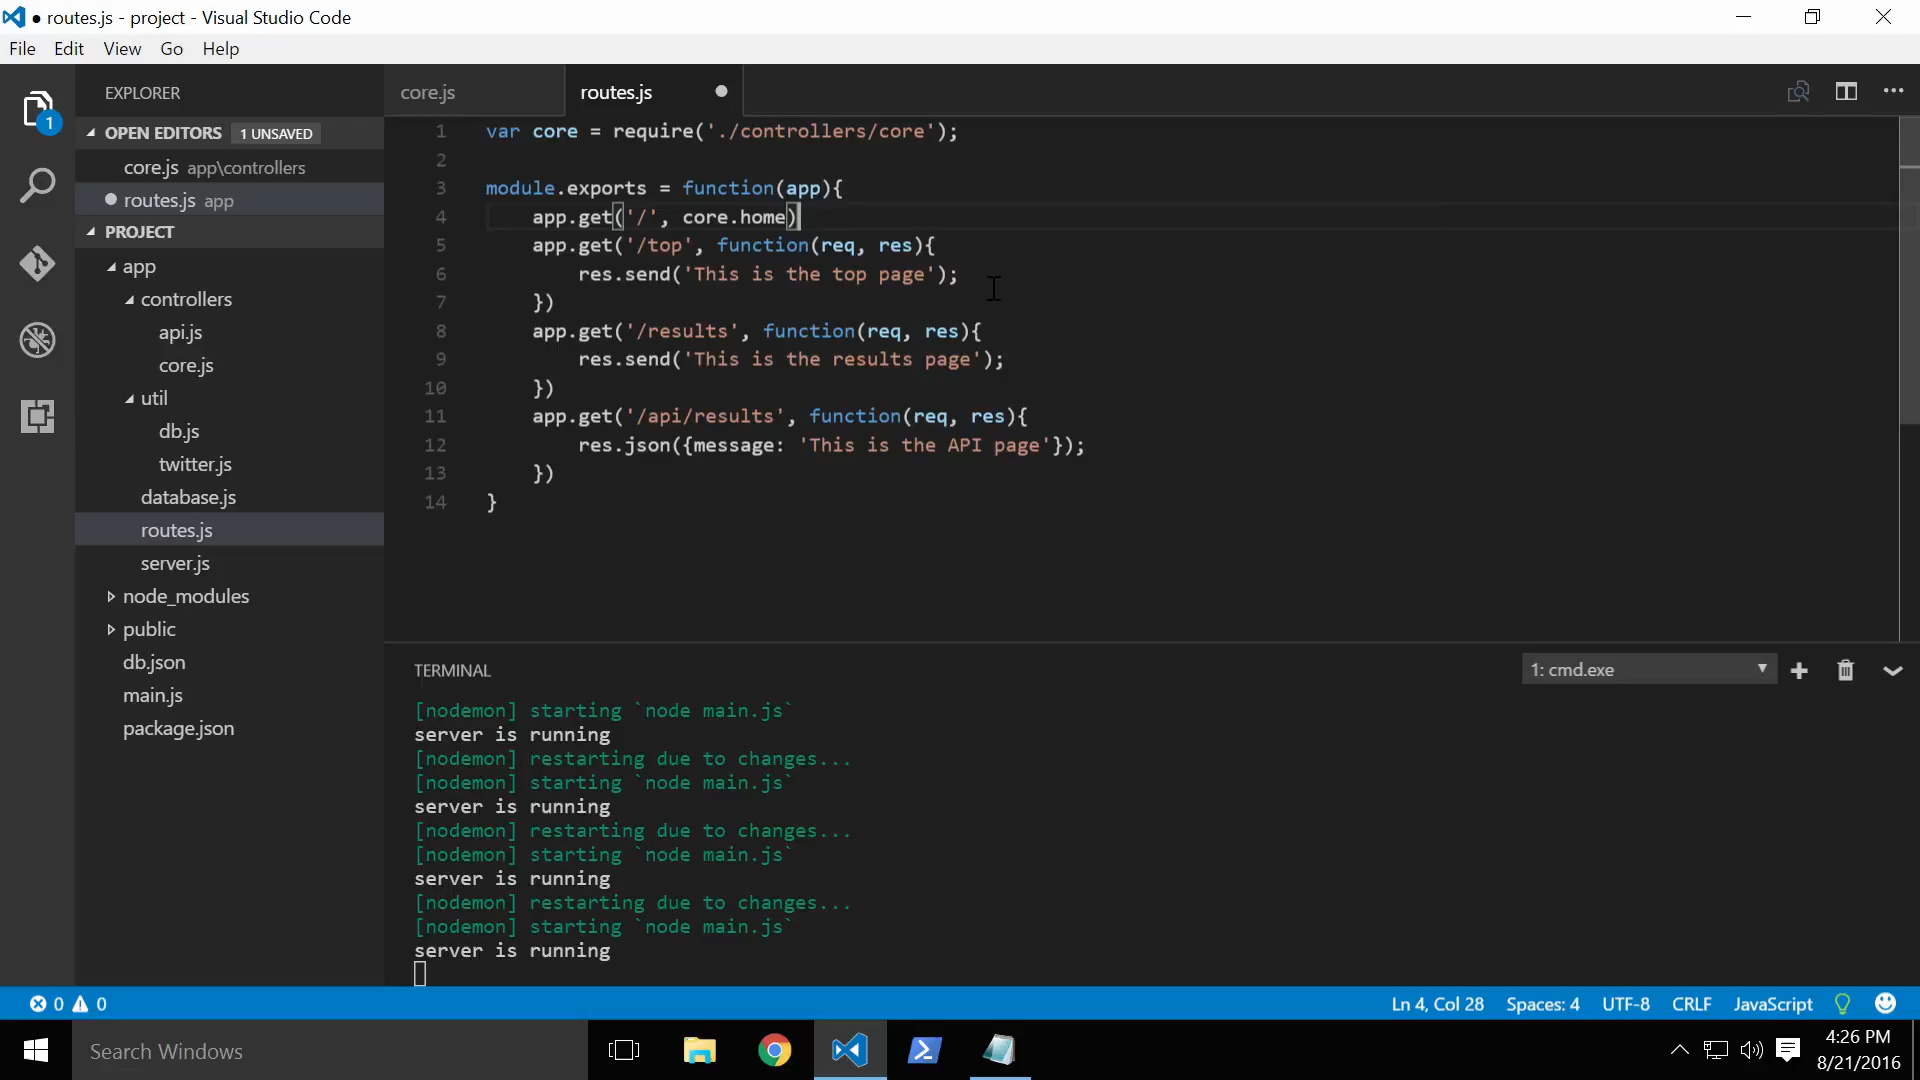 ● routes.js - project - Visual Studio Code
File Edit View Go Help
EXPLORER
1
OPEN EDITORS 1 UNSAVED
core.js app\controllers
● routes.js app
PROJECT
app
controllers
api.js
core.js
util
db.js
twitter.js
database.js
routes.js
server.js
node_modules
public
db.json
main.js
package.json
core.js routes.js ●
1 var core = require('./controllers/core');
2
3 module.exports = function(app){
4 app.get('/', core.home)
5 app.get('/top', function(req, res){
6 res.send('This is the top page');
7 })
8 app.get('/results', function(req, res){
9 res.send('This is the results page');
10 })
11 app.get('/api/results', function(req, res){
12 res.json({message: 'This is the API page'});
13 })
14 }
TERMINAL 1: cmd.exe
[nodemon] starting `node main.js`
server is running
[nodemon] restarting due to changes...
[nodemon] starting `node main.js`
server is running
[nodemon] restarting due to changes...
[nodemon] starting `node main.js`
server is running
[nodemon] restarting due to changes...
[nodemon] starting `node main.js`
server is running
0 0 Ln 4, Col 28 Spaces: 4 UTF-8 CRLF JavaScript
Search Windows
4:26 PM
8/21/2016